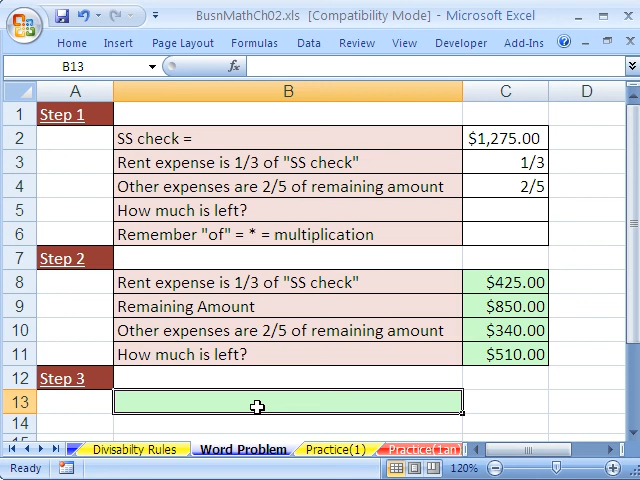 BusnMathCh02.xls [Compatibility Mode] - Microsoft Excel
Home Insert Page Layout Formulas Data Review View Developer Add-Ins
B13 fx
A B C D
1 Step 1
2 SS check = $1,275.00
3 Rent expense is 1/3 of "SS check" 1/3
4 Other expenses are 2/5 of remaining amount 2/5
5 How much is left?
6 Remember "of" = * = multiplication
7 Step 2
8 Rent expense is 1/3 of "SS check" $425.00
9 Remaining Amount $850.00
10 Other expenses are 2/5 of remaining amount $340.00
11 How much is left? $510.00
12 Step 3
13
14
Divisabilty Rules Word Problem Practice(1) Practice(1an)
Ready 120%